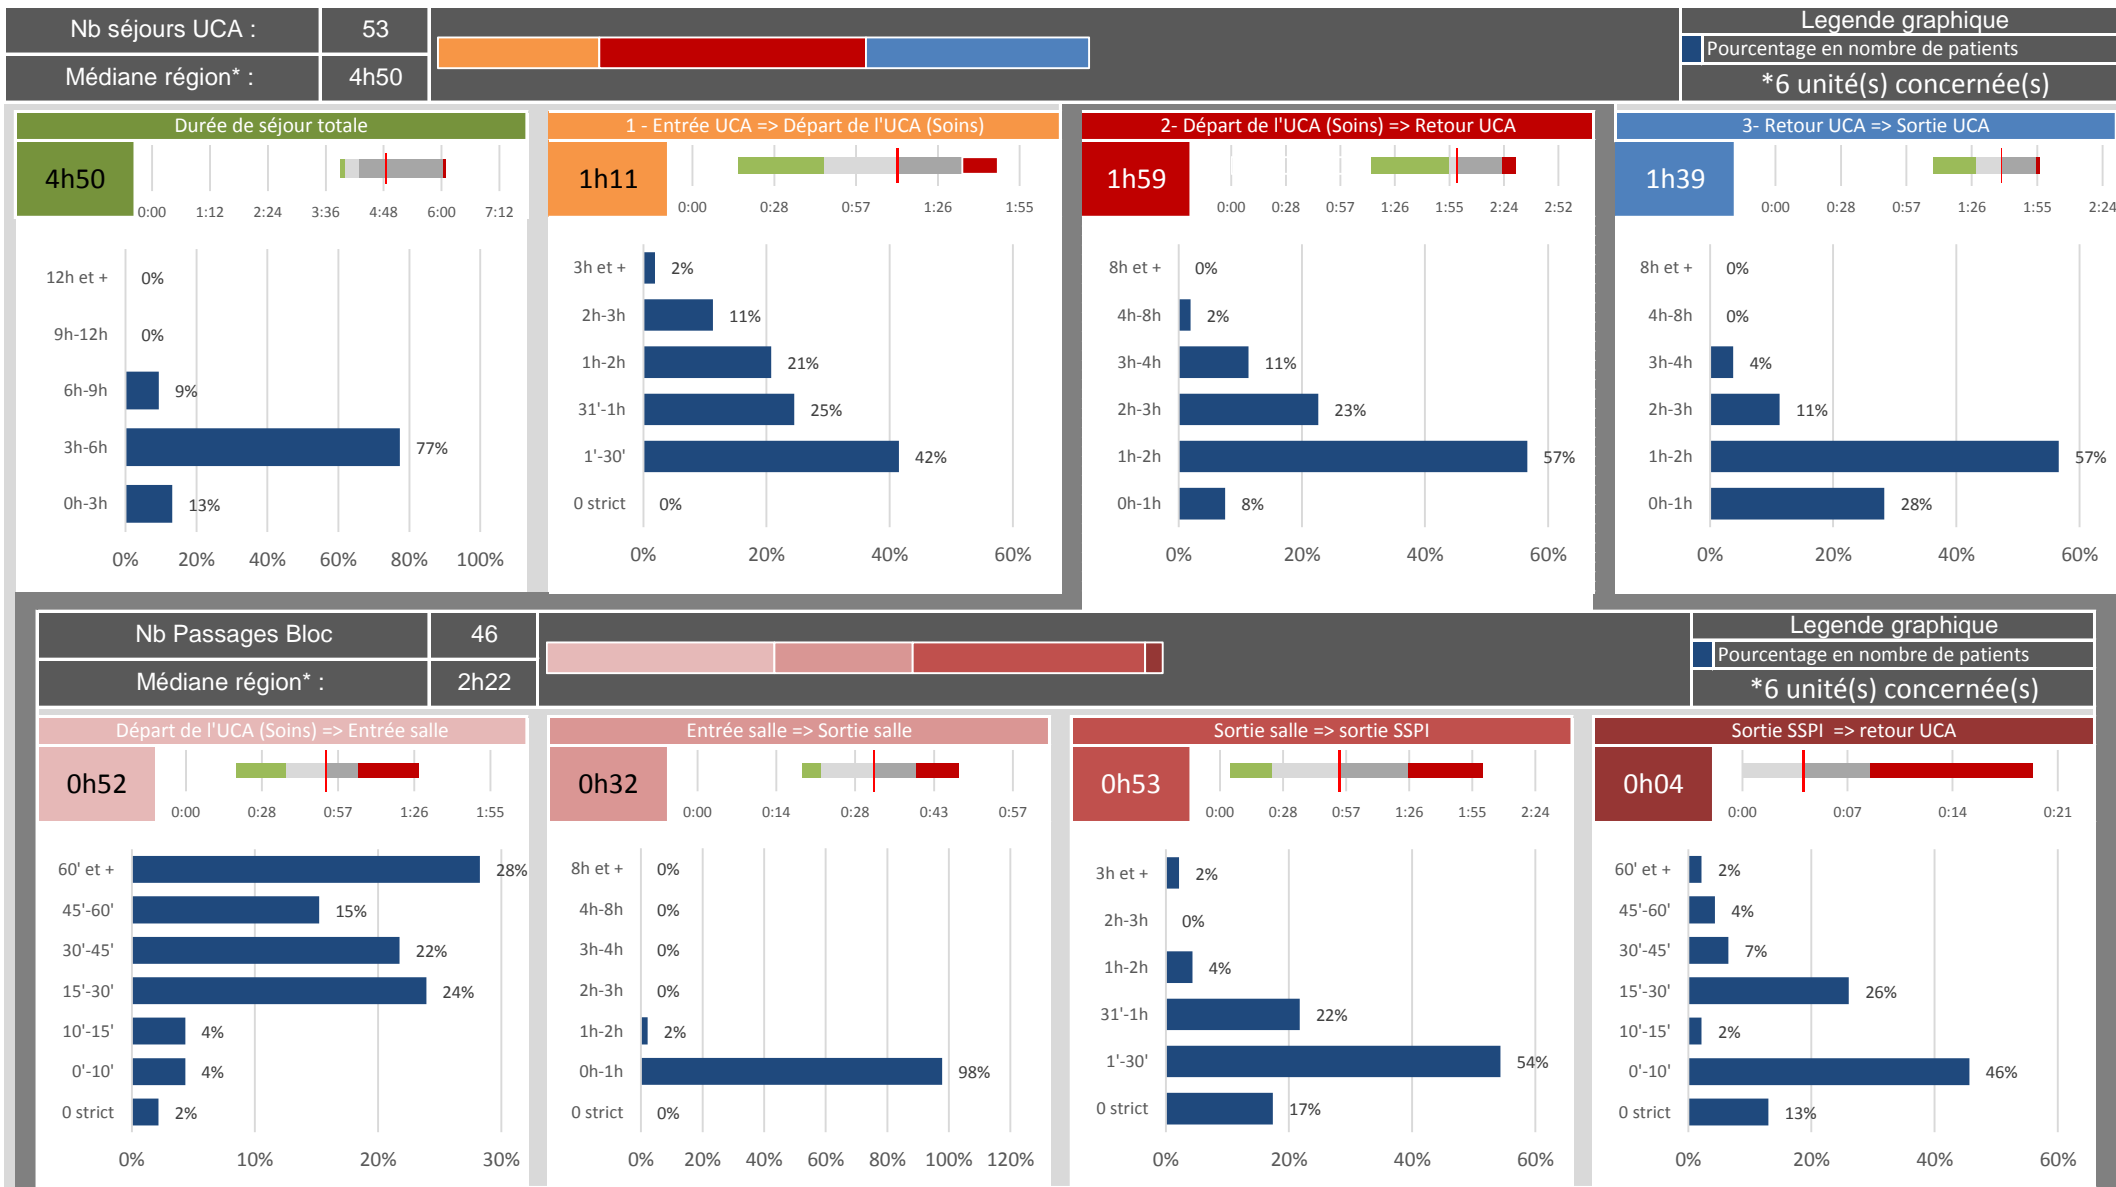 Nb séjours UCA : 53
Médiane région* : 4h50
Legende graphique
Pourcentage en nombre de patients
*6 unité(s) concernée(s)
Durée de séjour totale
4h50
0:00 1:12 2:24 3:36 4:48 6:00 7:12
12h et + 0%
9h-12h 0%
6h-9h 9%
3h-6h 77%
0h-3h 13%
0% 20% 40% 60% 80% 100%
1 - Entrée UCA => Départ de l'UCA (Soins)
1h11
0:00 0:28 0:57 1:26 1:55
3h et + 2%
2h-3h 11%
1h-2h 21%
31'-1h 25%
1'-30' 42%
0 strict 0%
0% 20% 40% 60%
2- Départ de l'UCA (Soins) => Retour UCA
1h59
0:00 0:28 0:57 1:26 1:55 2:24 2:52
8h et + 0%
4h-8h 2%
3h-4h 11%
2h-3h 23%
1h-2h 57%
0h-1h 8%
0% 20% 40% 60%
3- Retour UCA => Sortie UCA
1h39
0:00 0:28 0:57 1:26 1:55 2:24
8h et + 0%
4h-8h 0%
3h-4h 4%
2h-3h 11%
1h-2h 57%
0h-1h 28%
0% 20% 40% 60%
Nb Passages Bloc 46
Médiane région* : 2h22
Legende graphique
Pourcentage en nombre de patients
*6 unité(s) concernée(s)
Départ de l'UCA (Soins) => Entrée salle
0h52
0:00 0:28 0:57 1:26 1:55
60' et + 28%
45'-60' 15%
30'-45' 22%
15'-30' 24%
10'-15' 4%
0'-10' 4%
0 strict 2%
0% 10% 20% 30%
Entrée salle => Sortie salle
0h32
0:00 0:14 0:28 0:43 0:57
8h et + 0%
4h-8h 0%
3h-4h 0%
2h-3h 0%
1h-2h 2%
0h-1h 98%
0 strict 0%
0% 20% 40% 60% 80% 100% 120%
Sortie salle => sortie SSPI
0h53
0:00 0:28 0:57 1:26 1:55 2:24
3h et + 2%
2h-3h 0%
1h-2h 4%
31'-1h 22%
1'-30' 54%
0 strict 17%
0% 20% 40% 60%
Sortie SSPI => retour UCA
0h04
0:00 0:07 0:14 0:21
60' et + 2%
45'-60' 4%
30'-45' 7%
15'-30' 26%
10'-15' 2%
0'-10' 46%
0 strict 13%
0% 20% 40% 60%